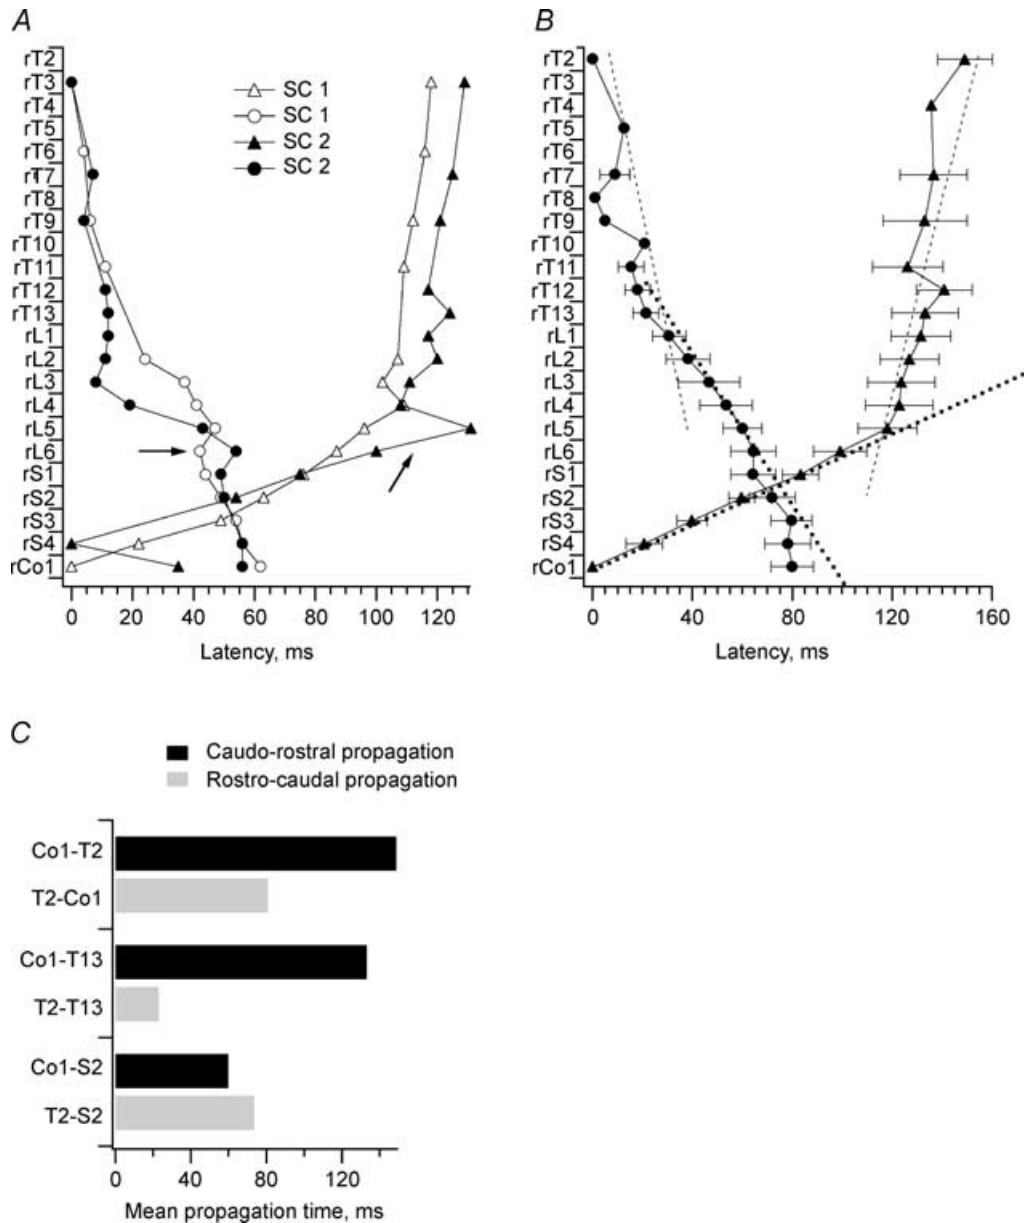 A
rT2
rT3
rT4
rT5
rT6
rT7
rT8
rT9
rT10
rT11
rT12
rT13
rL1
rL2
rL3
rL4
rL5
rL6
rS1
rS2
rS3
rS4
rCo1
SC 1
SC 1
SC 2
SC 2
0 20 40 60 80 100 120
Latency, ms
B
rT2
rT3
rT4
rT5
rT6
rT7
rT8
rT9
rT10
rT11
rT12
rT13
rL1
rL2
rL3
rL4
rL5
rL6
rS1
rS2
rS3
rS4
rCo1
0 40 80 120 160
Latency, ms
C
Caudo-rostral propagation
Rostro-caudal propagation
Co1-T2
T2-Co1
Co1-T13
T2-T13
Co1-S2
T2-S2
0 40 80 120
Mean propagation time, ms